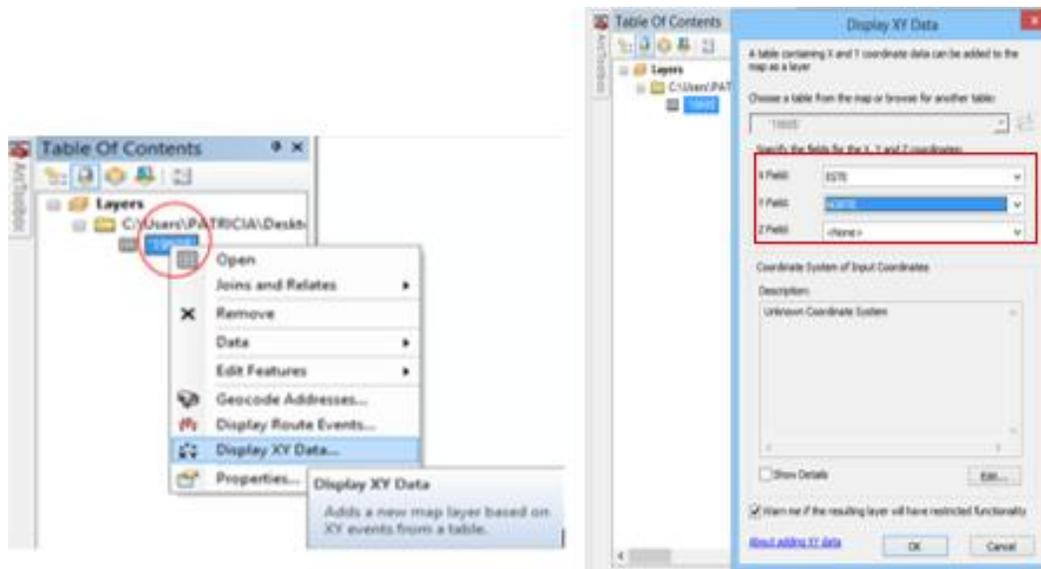 Table Of Contents
ArcToolbox
Layers
C:\Users\PATRICIA\Deskt
Open
Joins and Relates
Remove
Data
Edit Features
Geocode Addresses...
Display Route Events...
Display XY Data...
Properties...
Display XY Data
Adds a new map layer based on
XY events from a table.
Table Of Contents
ArcToolbox
Layers
C:\Users\PAT
Display XY Data
A table containing X and Y coordinate data can be added to the
map as a layer
Choose a table from the map or browse for another table:
Specify the fields for the X, Y and Z coordinates:
X Field:
ESTE
Y Field:
NORTE
Z Field:
<None>
Coordinate System of Input Coordinates
Description:
Unknown Coordinate System
Show Details
Edit...
Warn me if the resulting layer will have restricted functionality
About adding XY data
OK
Cancel